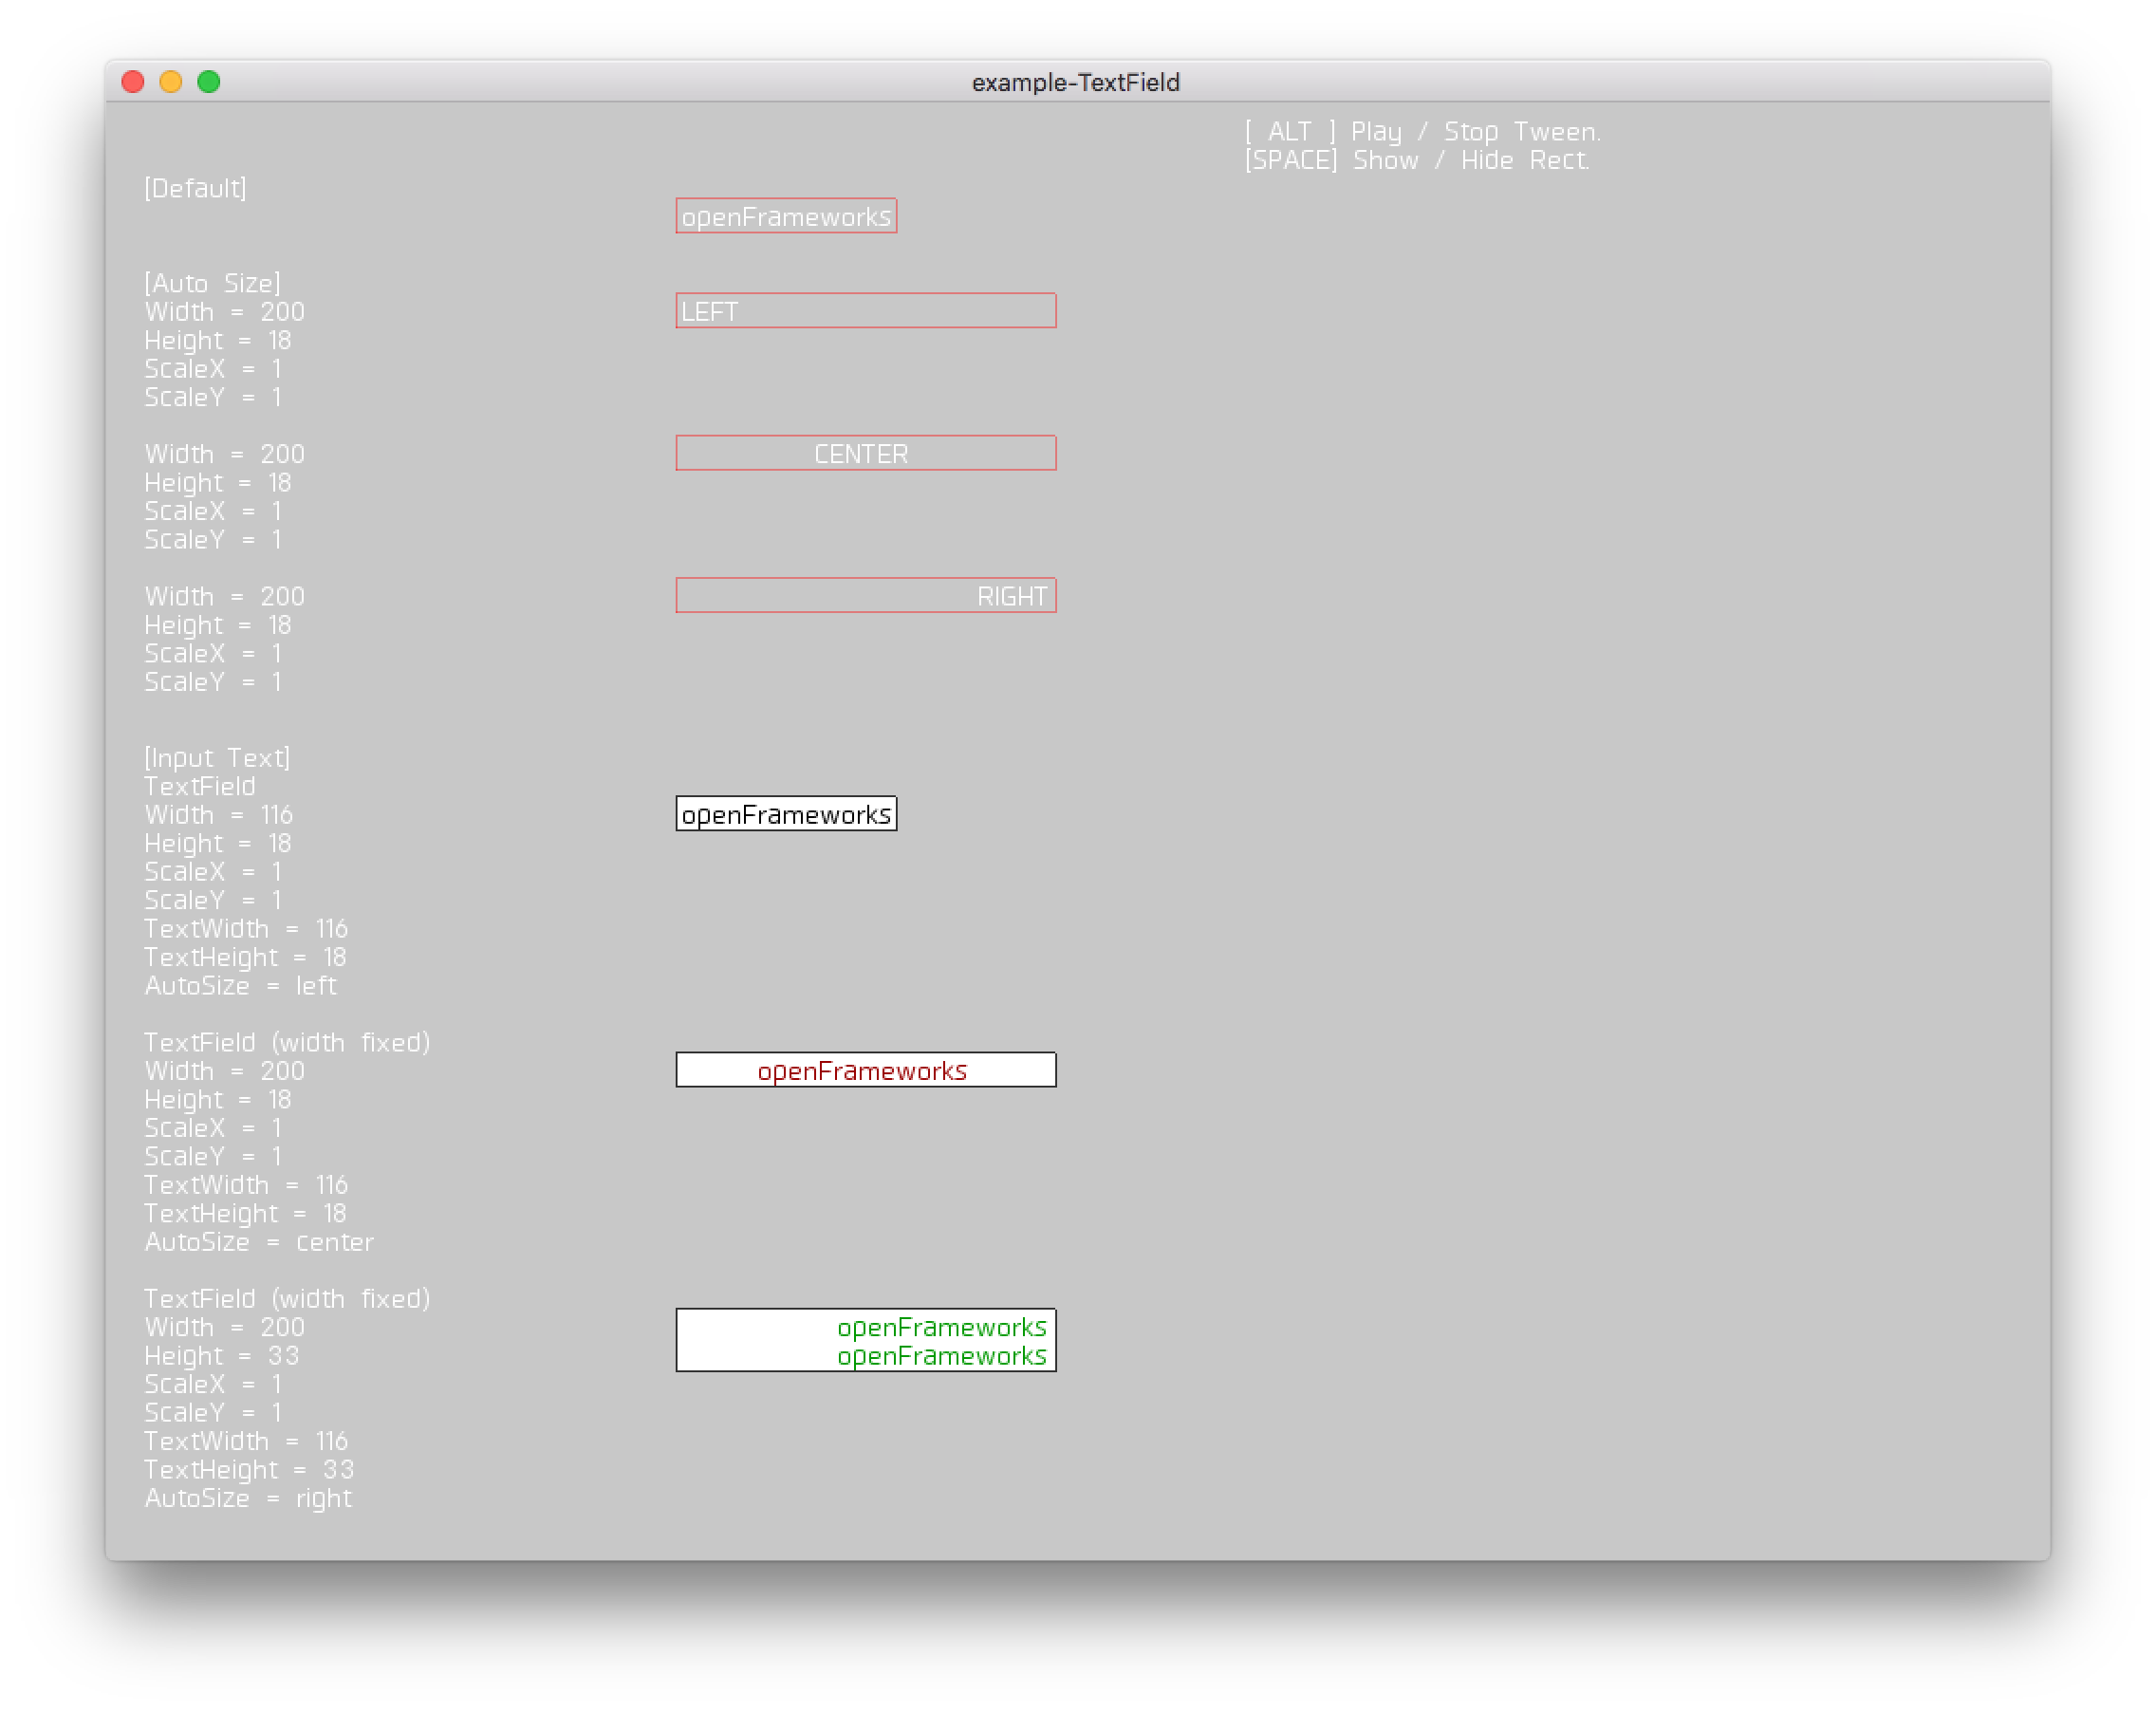 example-TextField
[ ALT ] Play / Stop Tween.
[SPACE] Show / Hide Rect.
[Default]
openFrameworks
[Auto Size]
Width = 200
LEFT
Height = 18
ScaleX = 1
ScaleY = 1
Width = 200
CENTER
Height = 18
ScaleX = 1
ScaleY = 1
Width = 200
RIGHT
Height = 18
ScaleX = 1
ScaleY = 1
[Input Text]
TextField
Width = 116
openFrameworks
Height = 18
ScaleX = 1
ScaleY = 1
TextWidth = 116
TextHeight = 18
AutoSize = left
TextField (width fixed)
Width = 200
openFrameworks
Height = 18
ScaleX = 1
ScaleY = 1
TextWidth = 116
TextHeight = 18
AutoSize = center
TextField (width fixed)
Width = 200
openFrameworks
Height = 33
openFrameworks
ScaleX = 1
ScaleY = 1
TextWidth = 116
TextHeight = 33
AutoSize = right